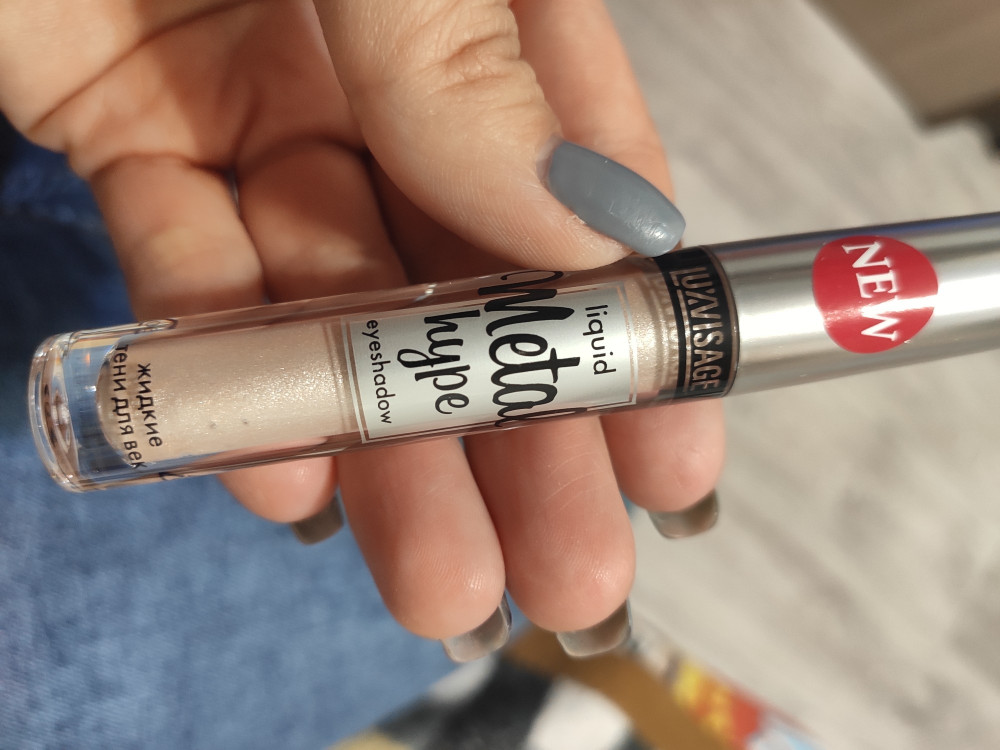 NEW
LUXVISAGE
liquid
Metal
hype
eyeshadow
жидкие
тени для век